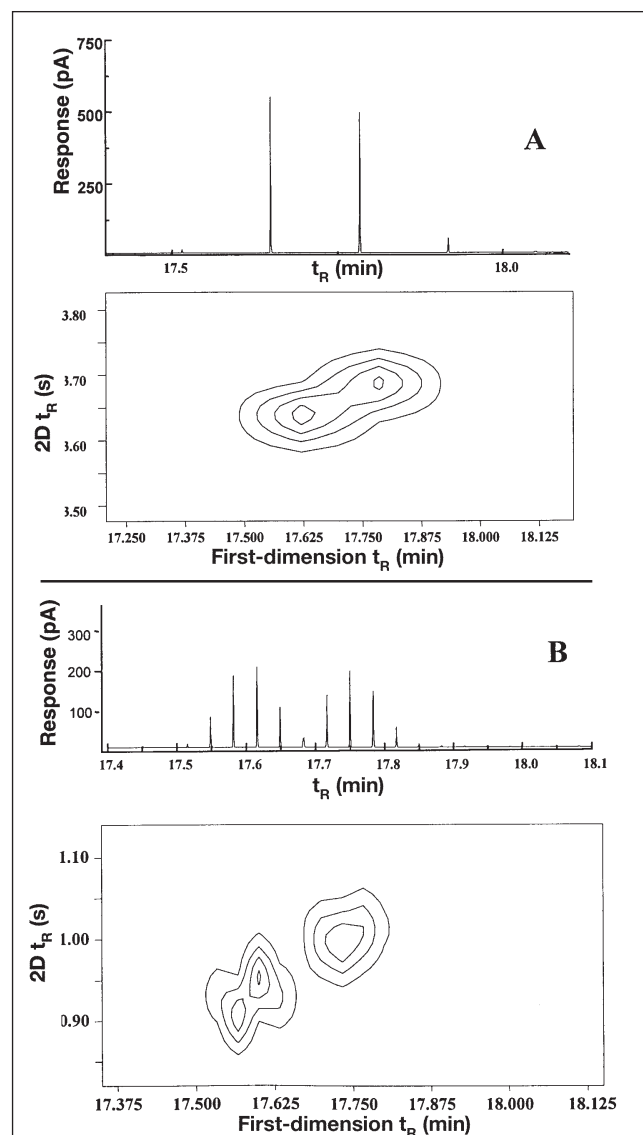 750
500
250
Response (pA)
A
17.5
18.0
tR (min)
3.80
3.70
3.60
3.50
2D tR (s)
17.250 17.375 17.500 17.625 17.750 17.875 18.000 18.125
First-dimension tR (min)
300
200
100
Response (pA)
B
17.4 17.5 17.6 17.7 17.8 17.9 18.0 18.1
tR (min)
1.10
1.00
0.90
2D tR (s)
17.375 17.500 17.625 17.750 17.875 18.000 18.125
First-dimension tR (min)